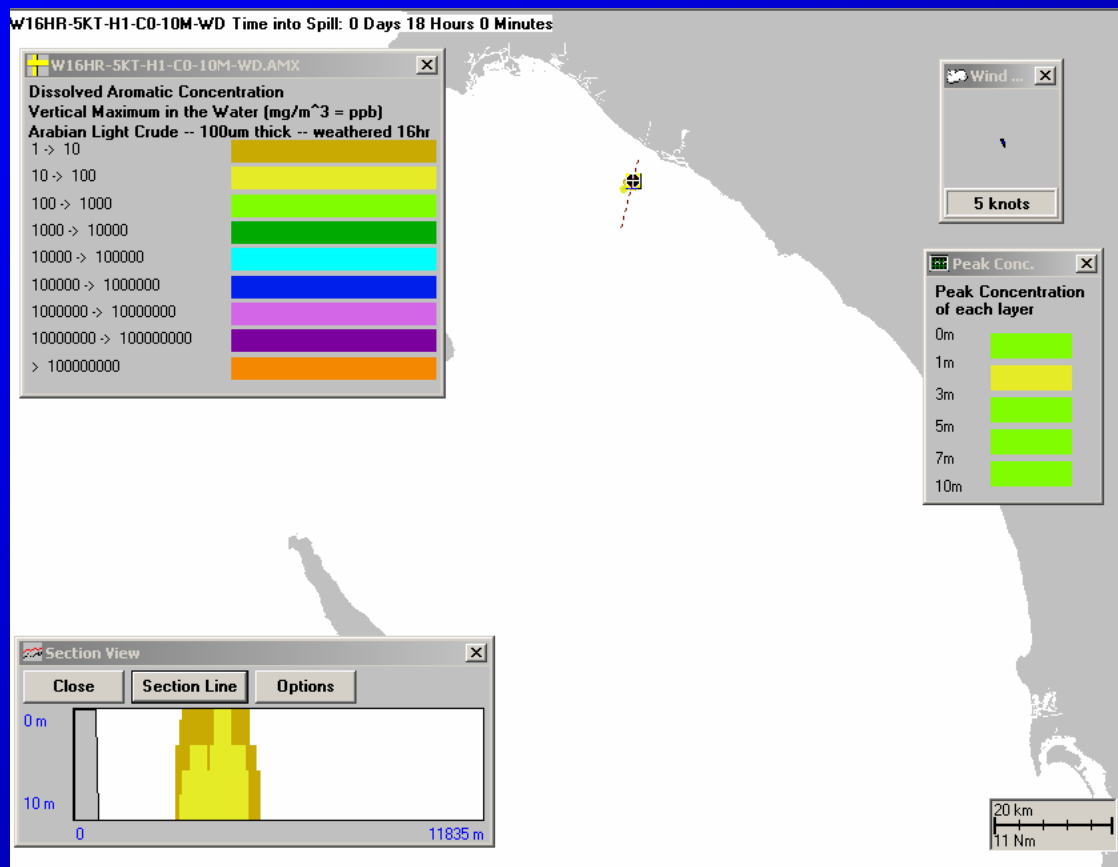 W16HR-5KT-H1-C0-10M-WD Time into Spill: 0 Days 18 Hours 0 Minutes
W16HR-5KT-H1-C0-10M-WD.AMX
Dissolved Aromatic Concentration
Vertical Maximum in the Water (mg/m^3 = ppb)
Arabian Light Crude -- 100um thick -- weathered 16hr
1 -> 10
10 -> 100
100 -> 1000
1000 -> 10000
10000 -> 100000
100000 -> 1000000
1000000 -> 10000000
10000000 -> 100000000
> 100000000
Wind ...
5 knots
Peak Conc.
Peak Concentration
of each layer
0m
1m
3m
5m
7m
10m
Section View
Close Section Line Options
0 m
10 m
0 11835 m
20 km
11 Nm